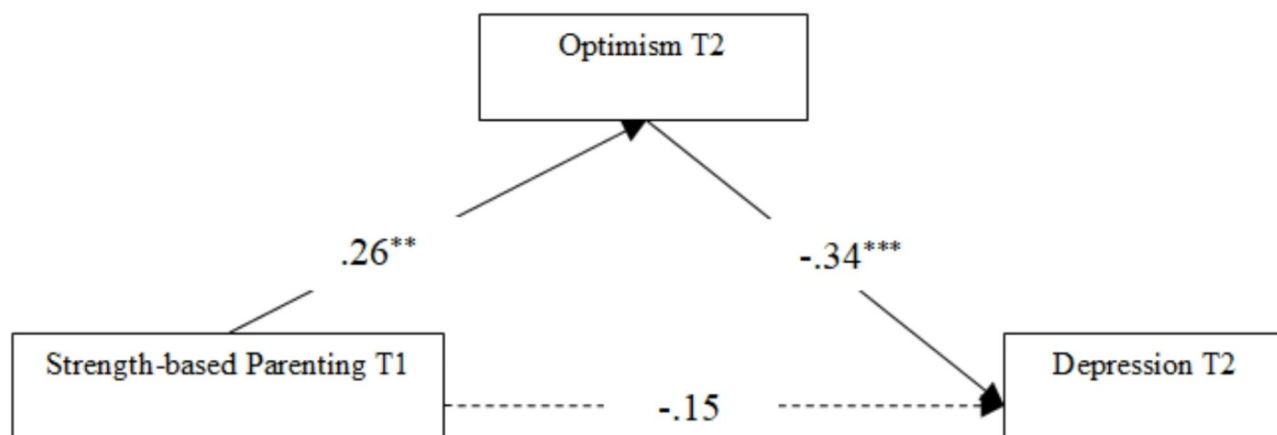 Optimism T2
.26**
-.34***
Strength-based Parenting T1
Depression T2
-.15